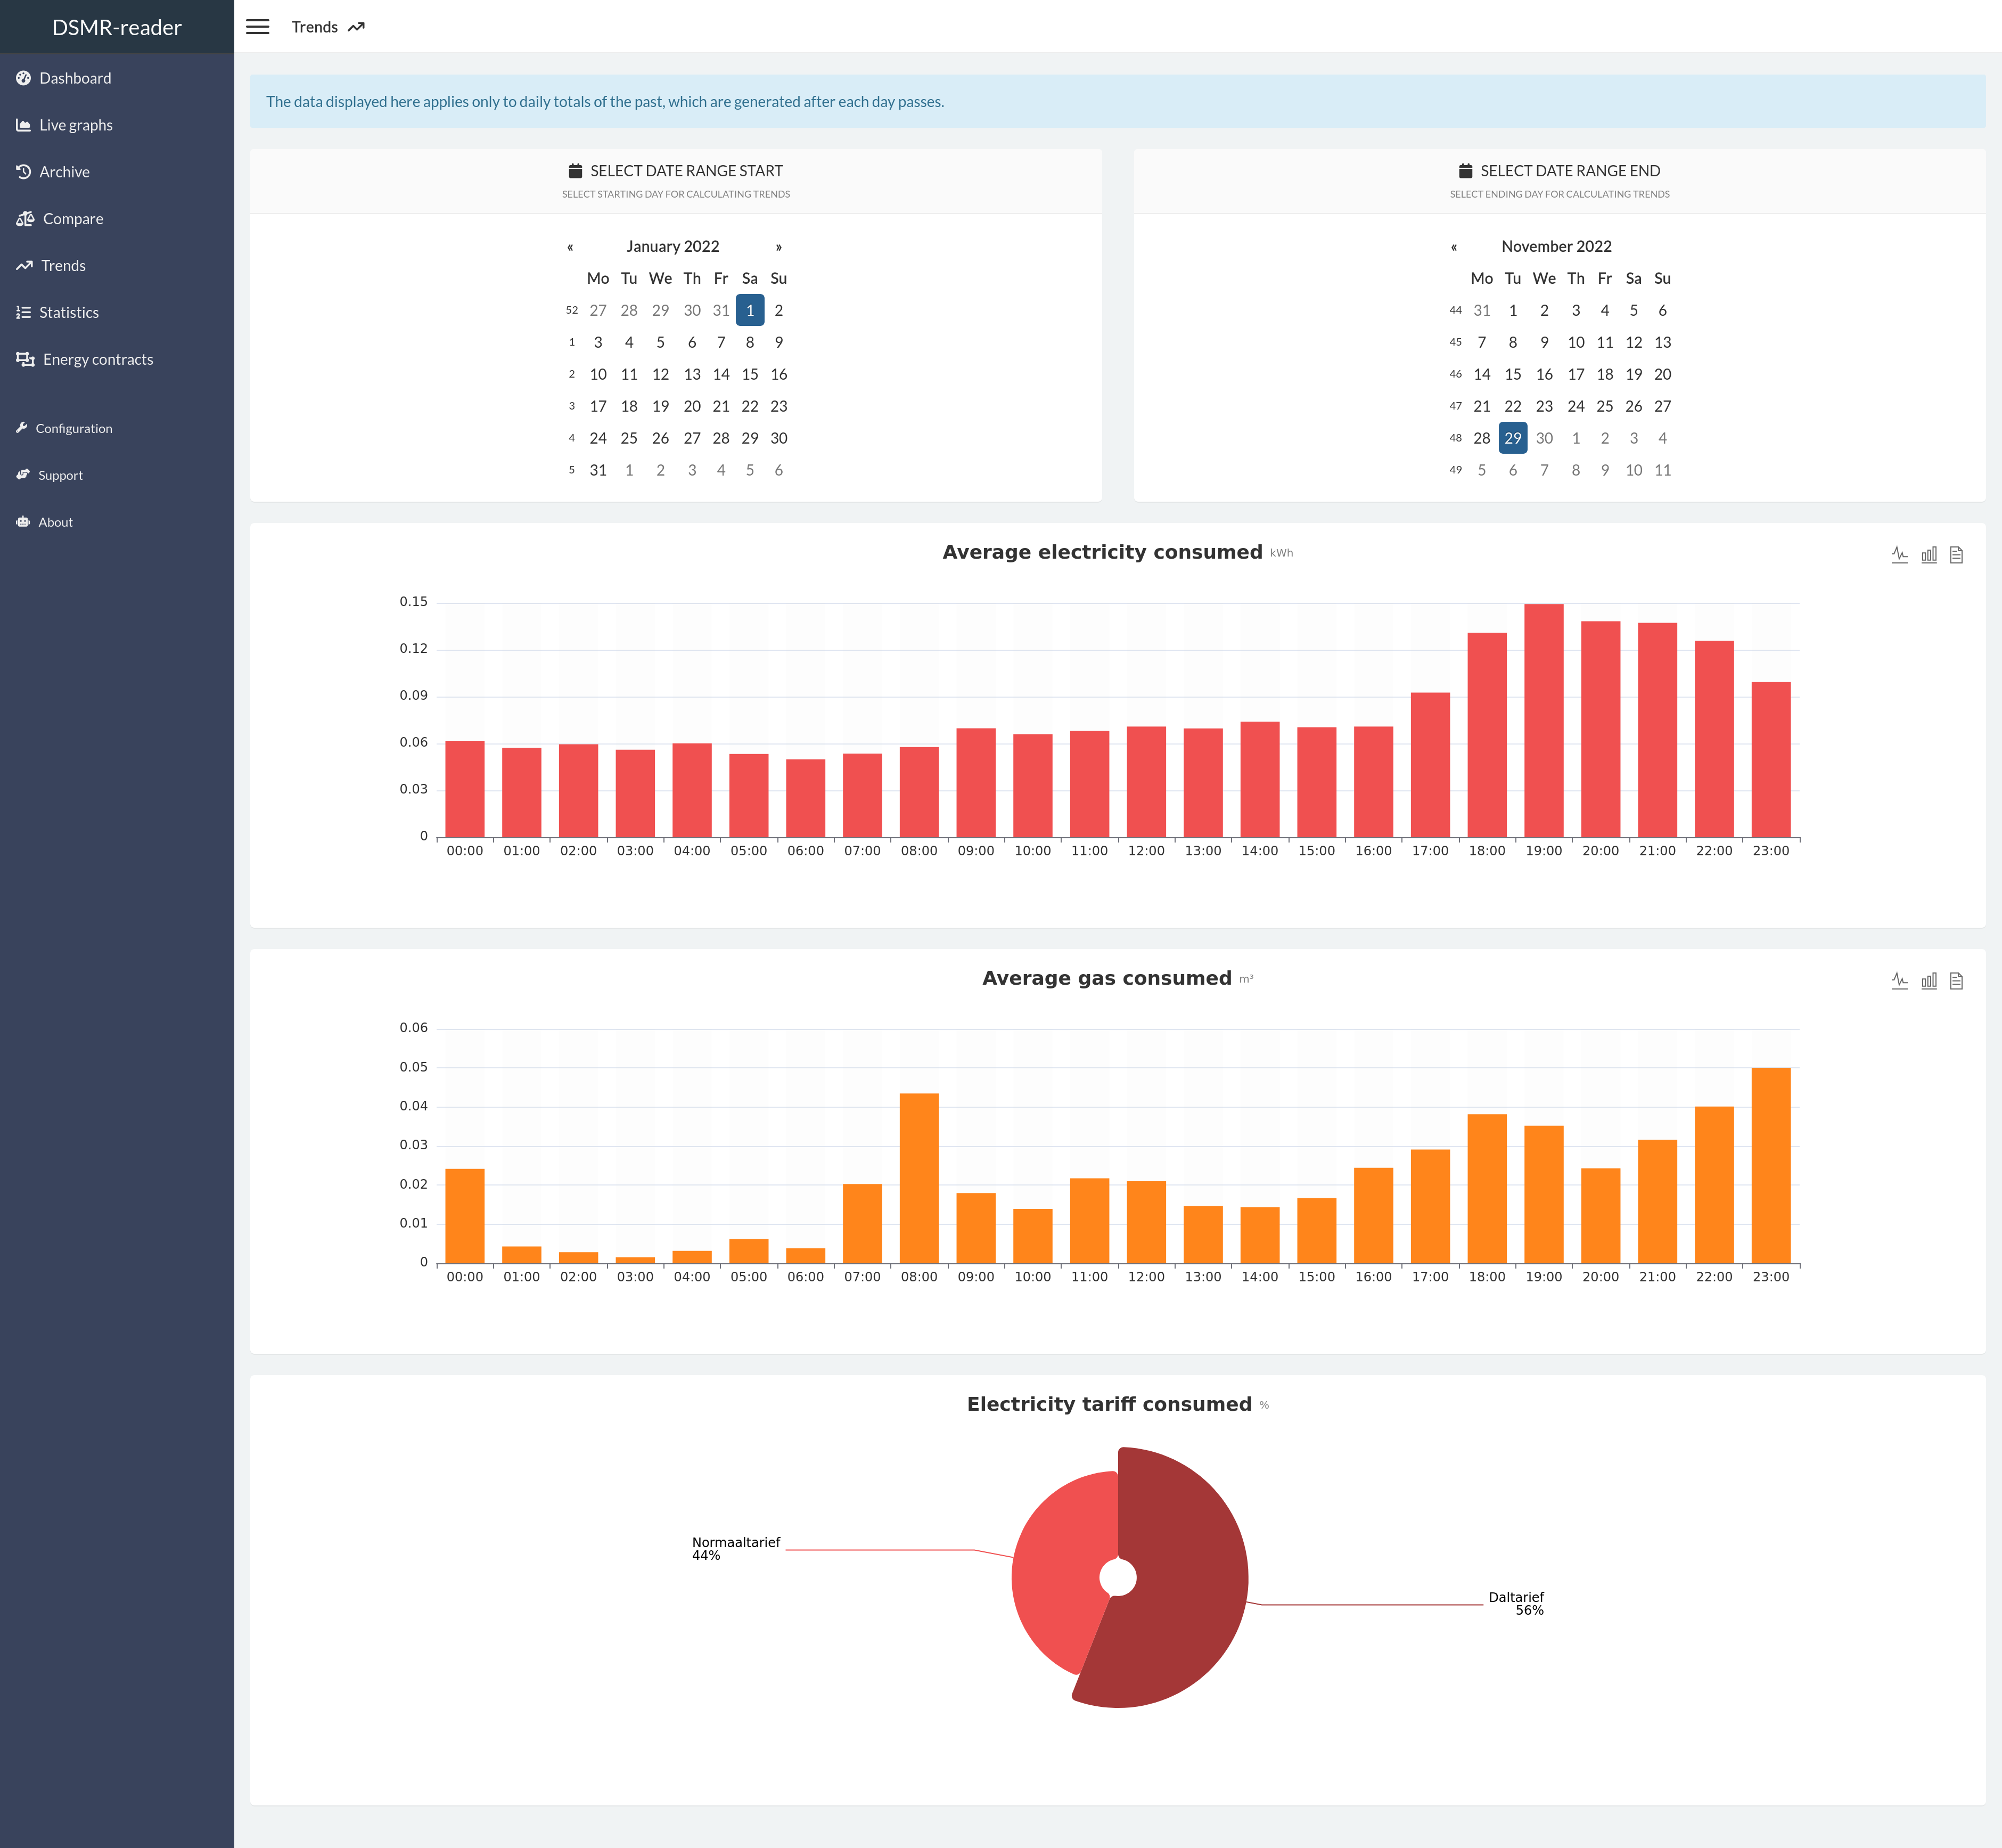 DSMR-reader
Dashboard
Live graphs
Archive
Compare
Trends
Statistics
Energy contracts
Configuration
Support
About
Trends
The data displayed here applies only to daily totals of the past, which are generated after each day passes.
SELECT DATE RANGE START
SELECT STARTING DAY FOR CALCULATING TRENDS
« January 2022 »
Mo Tu We Th Fr Sa Su
52 27 28 29 30 31 1 2
1 3 4 5 6 7 8 9
2 10 11 12 13 14 15 16
3 17 18 19 20 21 22 23
4 24 25 26 27 28 29 30
5 31 1 2 3 4 5 6
SELECT DATE RANGE END
SELECT ENDING DAY FOR CALCULATING TRENDS
« November 2022
Mo Tu We Th Fr Sa Su
44 31 1 2 3 4 5 6
45 7 8 9 10 11 12 13
46 14 15 16 17 18 19 20
47 21 22 23 24 25 26 27
48 28 29 30 1 2 3 4
49 5 6 7 8 9 10 11
Average electricity consumed kWh
0.15
0.12
0.09
0.06
0.03
0
00:00 01:00 02:00 03:00 04:00 05:00 06:00 07:00 08:00 09:00 10:00 11:00 12:00 13:00 14:00 15:00 16:00 17:00 18:00 19:00 20:00 21:00 22:00 23:00
Average gas consumed m³
0.06
0.05
0.04
0.03
0.02
0.01
0
00:00 01:00 02:00 03:00 04:00 05:00 06:00 07:00 08:00 09:00 10:00 11:00 12:00 13:00 14:00 15:00 16:00 17:00 18:00 19:00 20:00 21:00 22:00 23:00
Electricity tariff consumed %
Normaaltarief
44%
Daltarief
56%